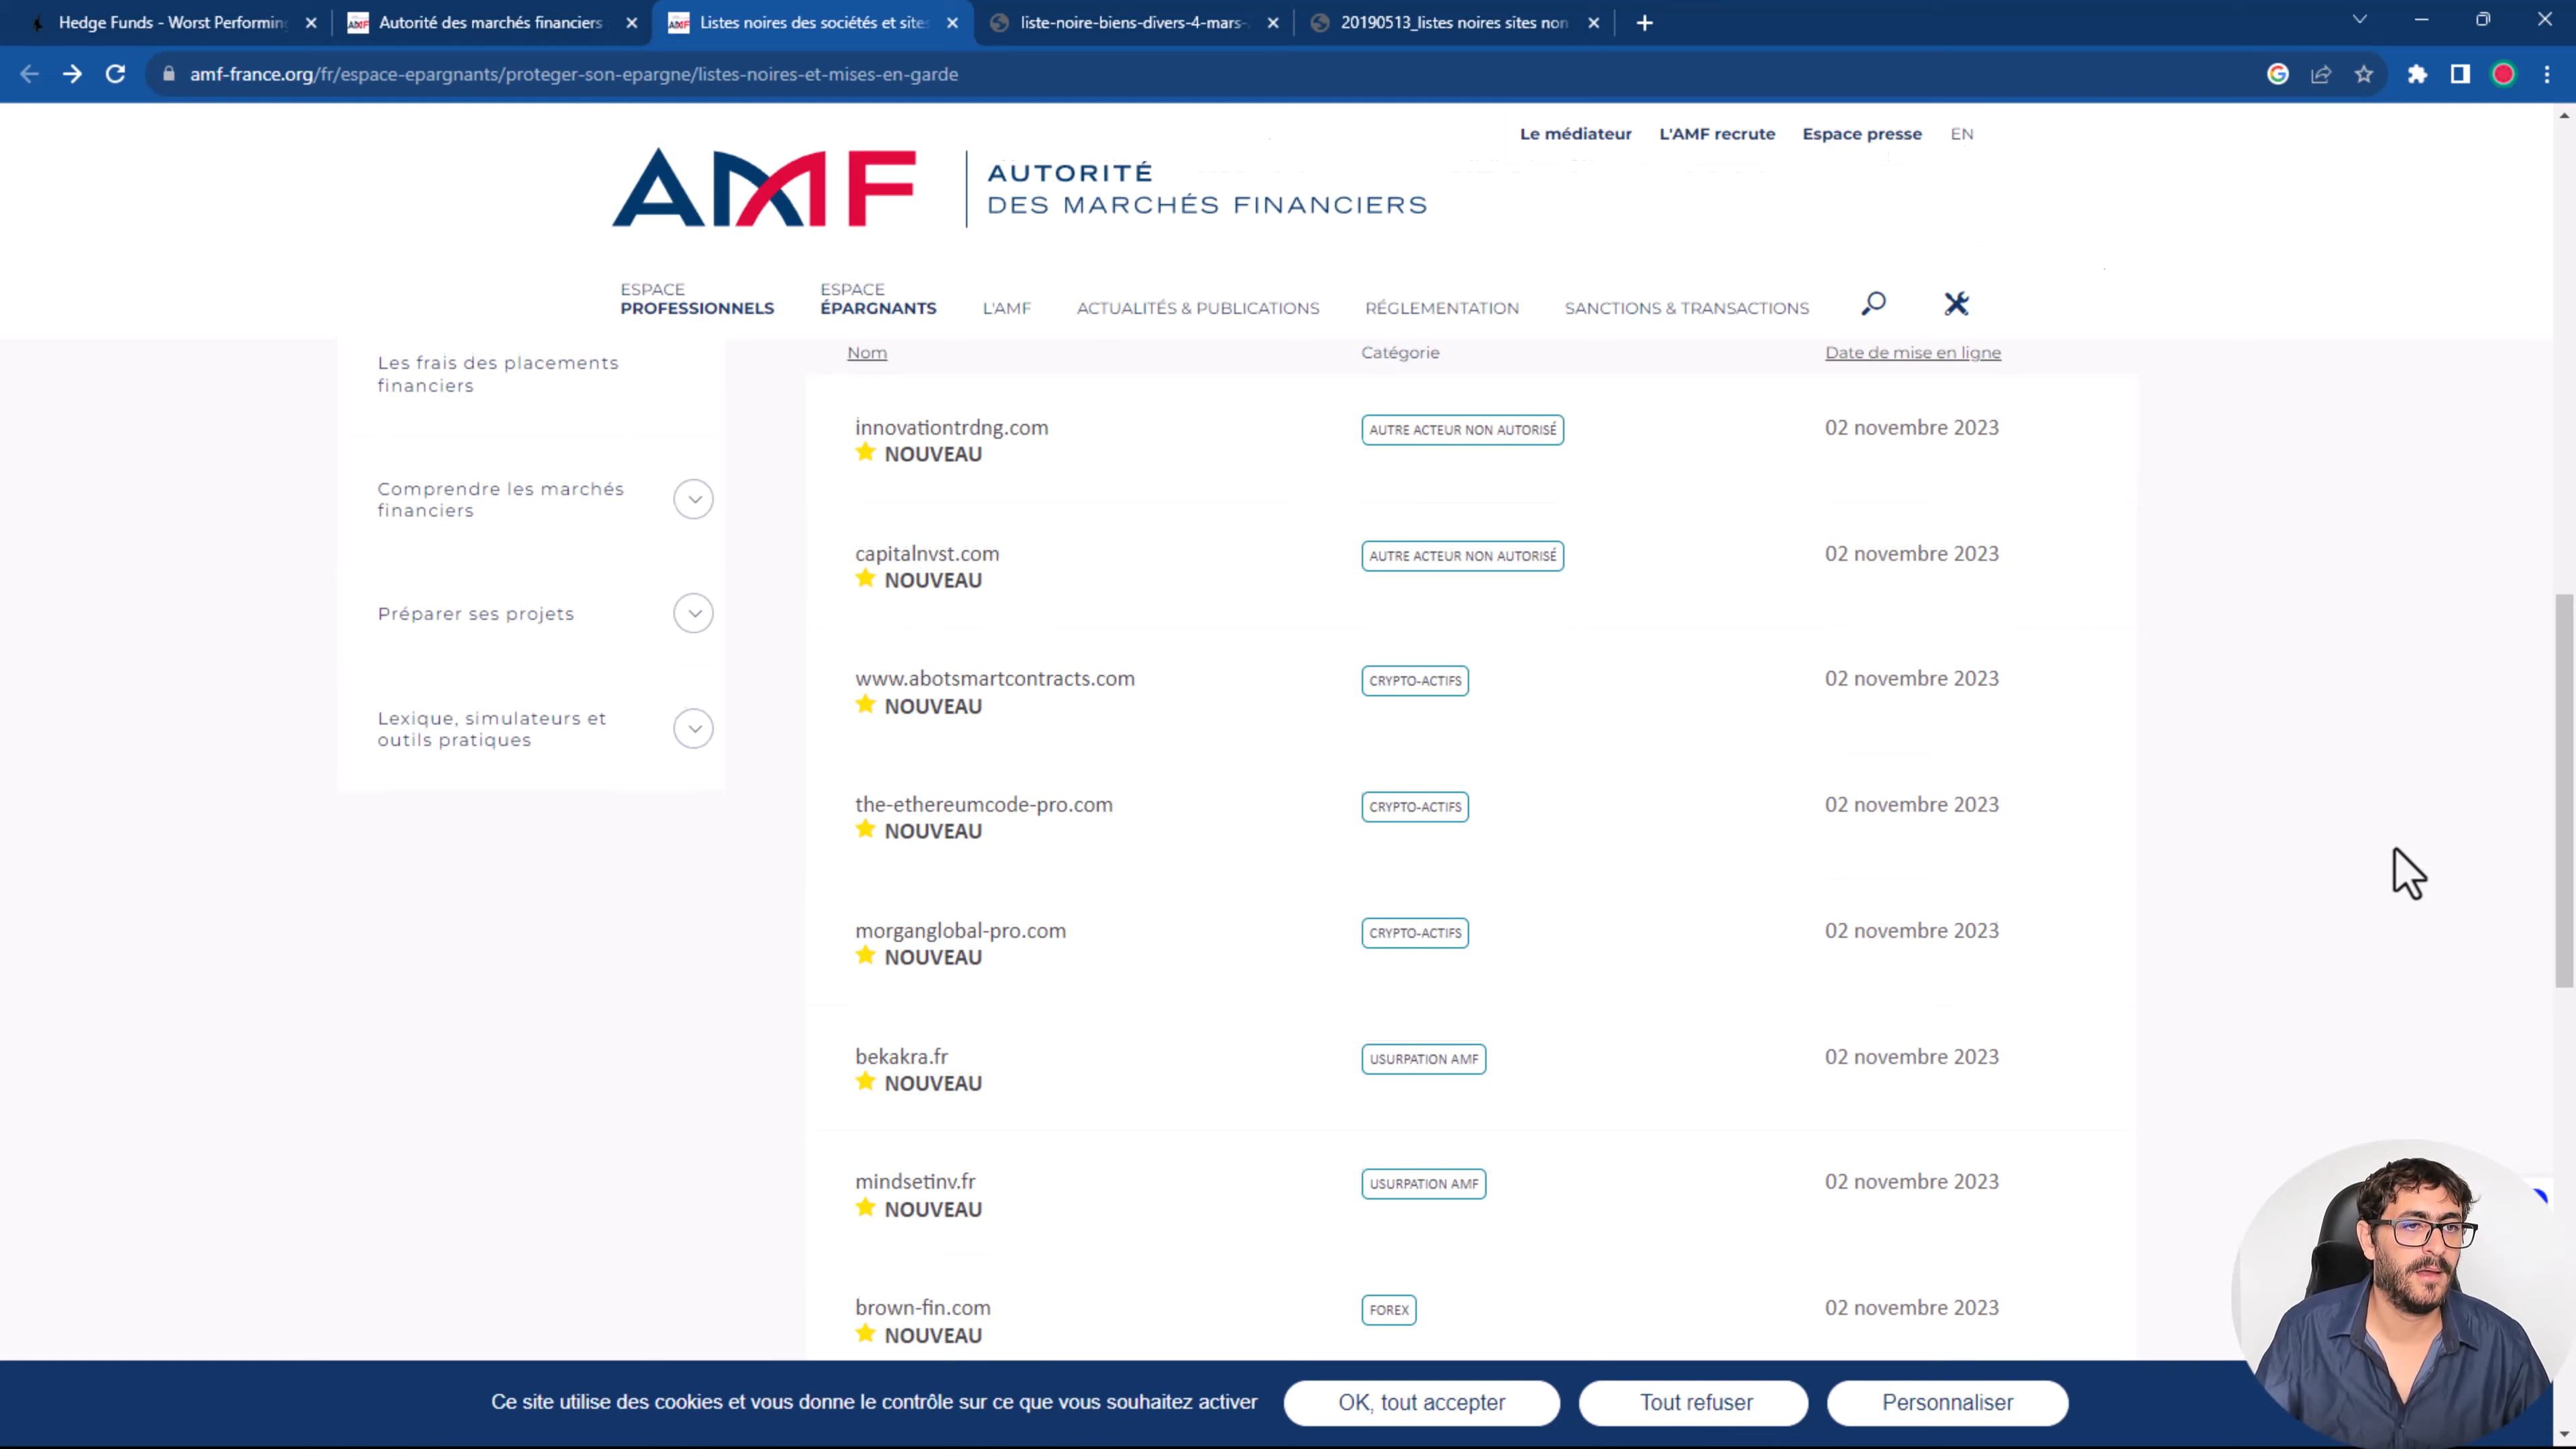 Hedge Funds - Worst Performing
Autorité des marchés financiers
Listes noires des sociétés et sites
liste-noire-biens-divers-4-mars-
20190513_listes noires sites non
amf-france.org/fr/espace-epargnants/proteger-son-epargne/listes-noires-et-mises-en-garde
Le médiateur L'AMF recrute Espace presse EN
AMF
AUTORITÉ
DES MARCHÉS FINANCIERS
ESPACE
PROFESSIONNELS
ESPACE
ÉPARGNANTS
L'AMF
ACTUALITÉS & PUBLICATIONS
RÉGLEMENTATION
SANCTIONS & TRANSACTIONS
Les frais des placements
financiers
Comprendre les marchés
financiers
Préparer ses projets
Lexique, simulateurs et
outils pratiques
Nom Catégorie Date de mise en ligne
innovationtrdng.com AUTRE ACTEUR NON AUTORISÉ 02 novembre 2023
NOUVEAU
capitalnvst.com AUTRE ACTEUR NON AUTORISÉ 02 novembre 2023
NOUVEAU
www.abotsmartcontracts.com CRYPTO-ACTIFS 02 novembre 2023
NOUVEAU
the-ethereumcode-pro.com CRYPTO-ACTIFS 02 novembre 2023
NOUVEAU
morganglobal-pro.com CRYPTO-ACTIFS 02 novembre 2023
NOUVEAU
bekakra.fr USURPATION AMF 02 novembre 2023
NOUVEAU
mindsetinv.fr USURPATION AMF 02 novembre 2023
NOUVEAU
brown-fin.com FOREX 02 novembre 2023
NOUVEAU
Ce site utilise des cookies et vous donne le contrôle sur ce que vous souhaitez activer
OK, tout accepter
Tout refuser
Personnaliser